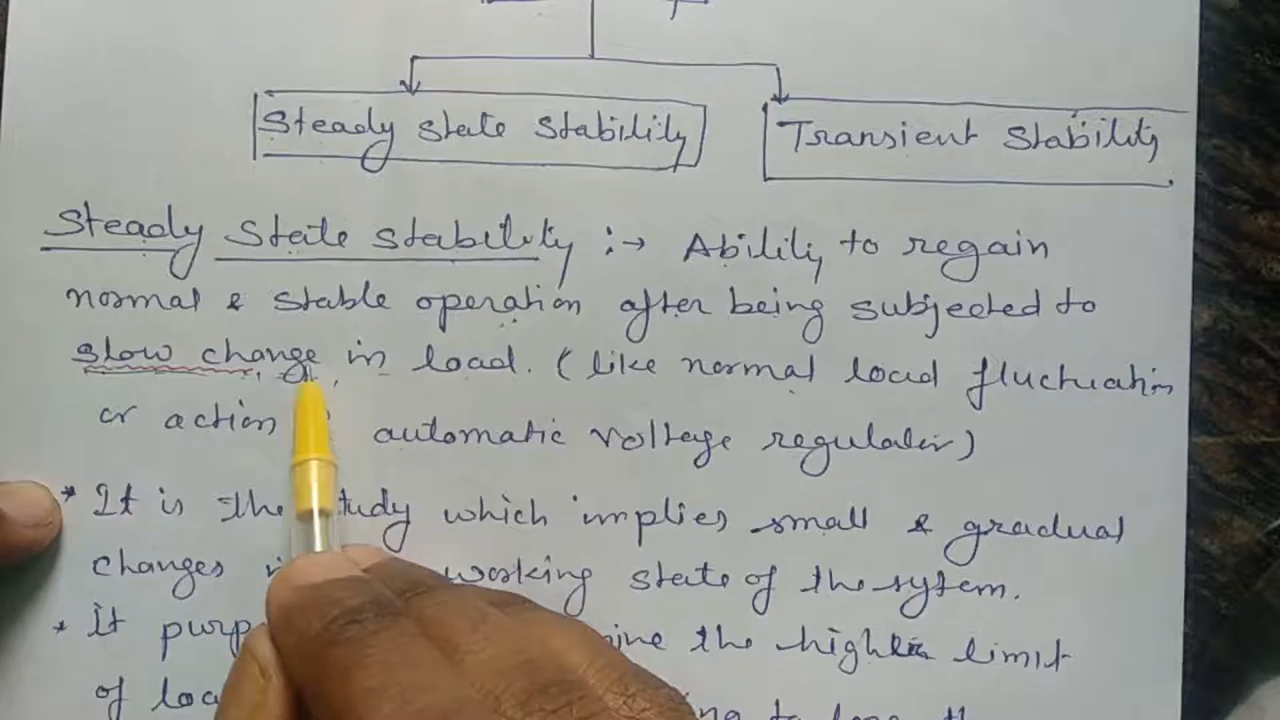 Steady state stability
Transient stability
Steady state stability :→ Ability to regain
normal & stable operation after being subjected to
slow change in load. (like normal load fluctuation
or action automatic voltage regulator)
* It is the study which implies small & gradual
changes working state of the system.
* It the higher limit
of